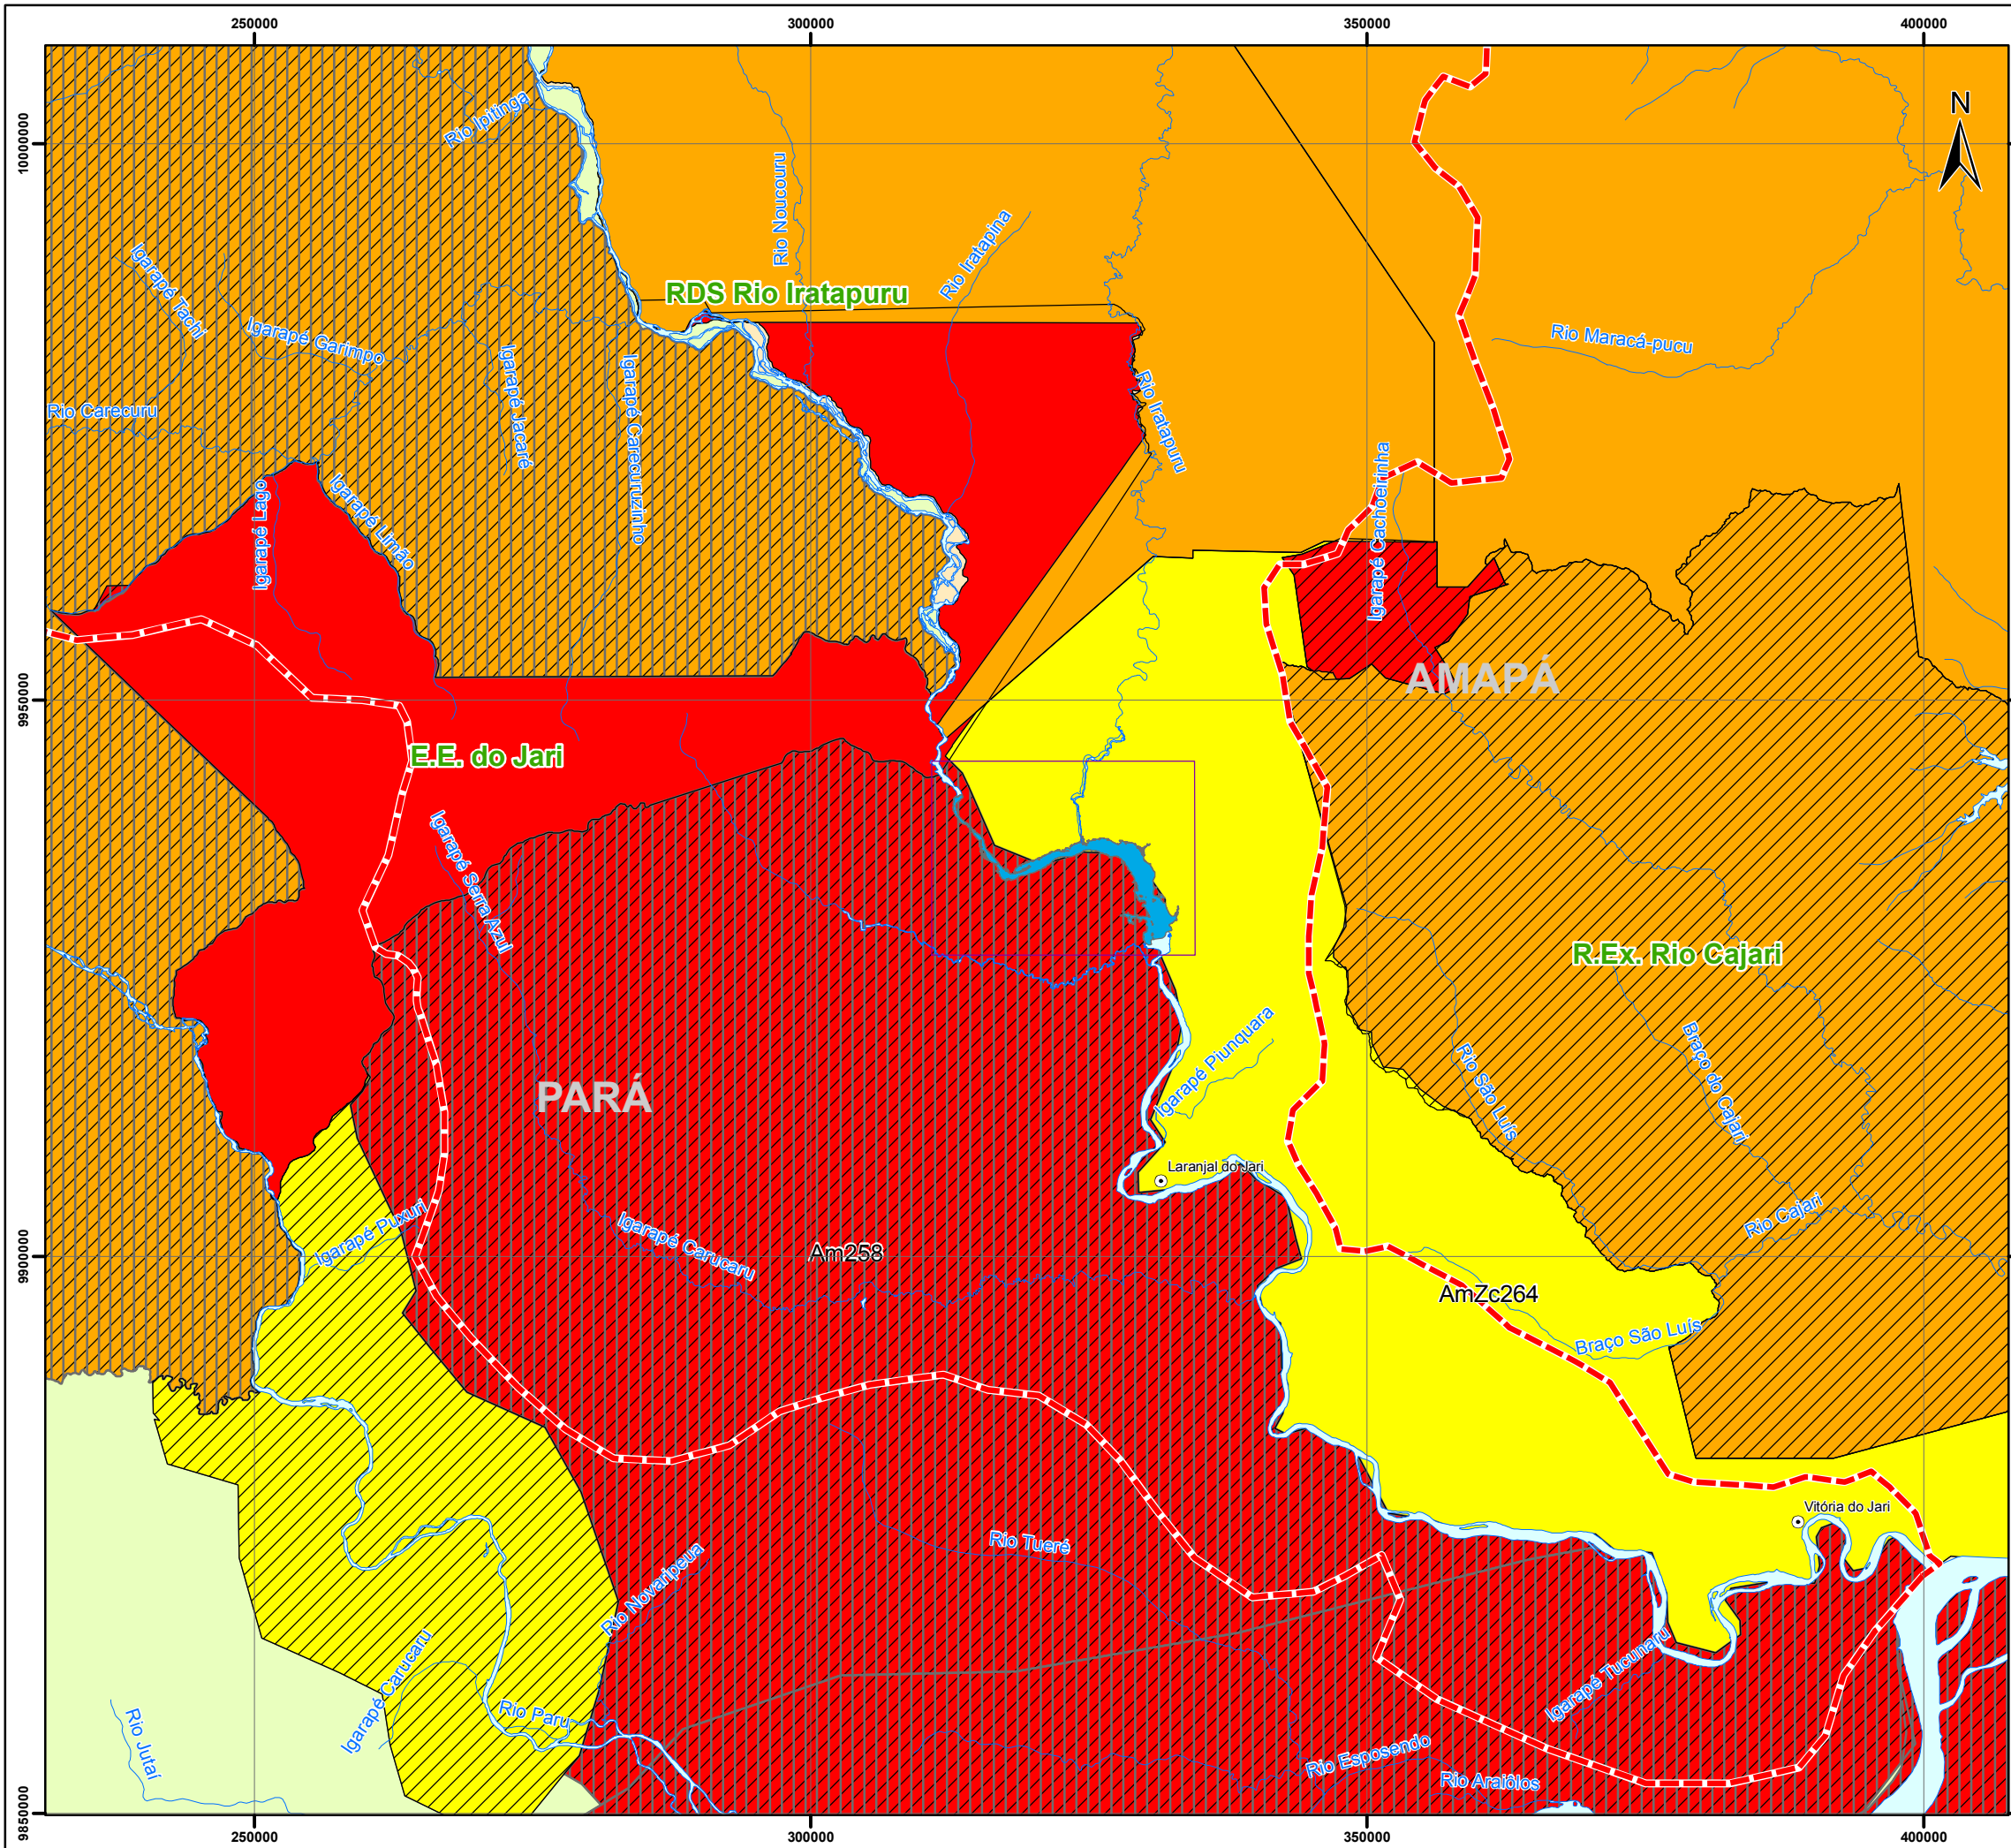 250000
300000
350000
400000
N
10000000
Rio Ipitinga
Rio Noucouru
Rio Iratapina
Igarapé Tachi
Igarapé Garimpo
RDS Rio Iratapuru
Rio Maracá-pucu
Igarapé Jacaré
Igarapé Carecuruzinho
Rio Iratapuru
Rio Carecuru
Igarapé Lago
Igarapé Limão
Igarapé Cachoeirinha
9950000
AMAPÁ
E.E. do Jari
Igarapé Serra Azul
R.Ex. Rio Cajari
PARÁ
Igarapé Piunquara
Rio São Luís
Braço do Cajari
Laranjal do Jari
Igarapé Puxuri
Igarapé Carucaru
Rio Cajari
9900000
Am258
AmZc264
Braço São Luís
Vitória do Jari
Rio Tueré
Rio Novaripeua
Igarapé Carucaru
Igarapé Tucunaru
Rio Paru
Rio Jutaí
Rio Esposendo
Rio Araiólos
9850000
250000
300000
350000
400000